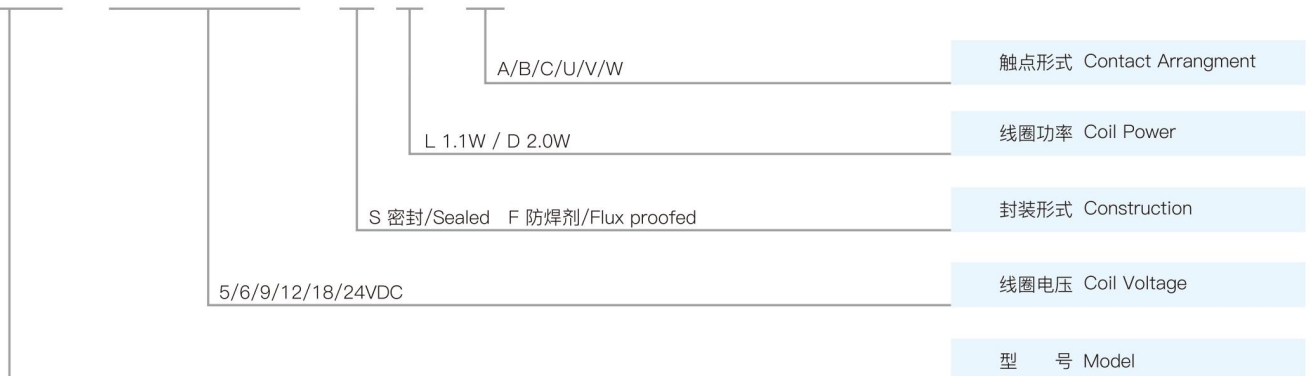 A/B/C/U/V/W 触点形式 Contact Arrangment
L 1.1W / D 2.0W 线圈功率 Coil Power
S 密封/Sealed F 防焊剂/Flux proofed 封装形式 Construction
5/6/9/12/18/24VDC 线圈电压 Coil Voltage
型 号 Model